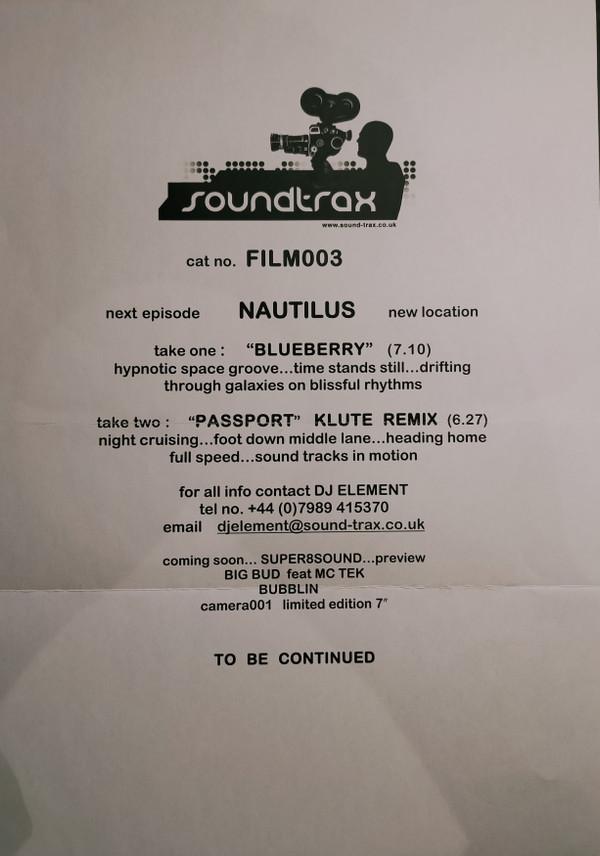 soundtrax
www.sound-trax.co.uk
cat no. FILM003
next episode NAUTILUS new location
take one : “BLUEBERRY” (7.10)
hypnotic space groove...time stands still...drifting
through galaxies on blissful rhythms
take two : “PASSPORT” KLUTE REMIX (6.27)
night cruising...foot down middle lane...heading home
full speed...sound tracks in motion
for all info contact DJ ELEMENT
tel no. +44 (0)7989 415370
email djelement@sound-trax.co.uk
coming soon... SUPER8SOUND...preview
BIG BUD feat MC TEK
BUBBLIN
camera001 limited edition 7″
TO BE CONTINUED